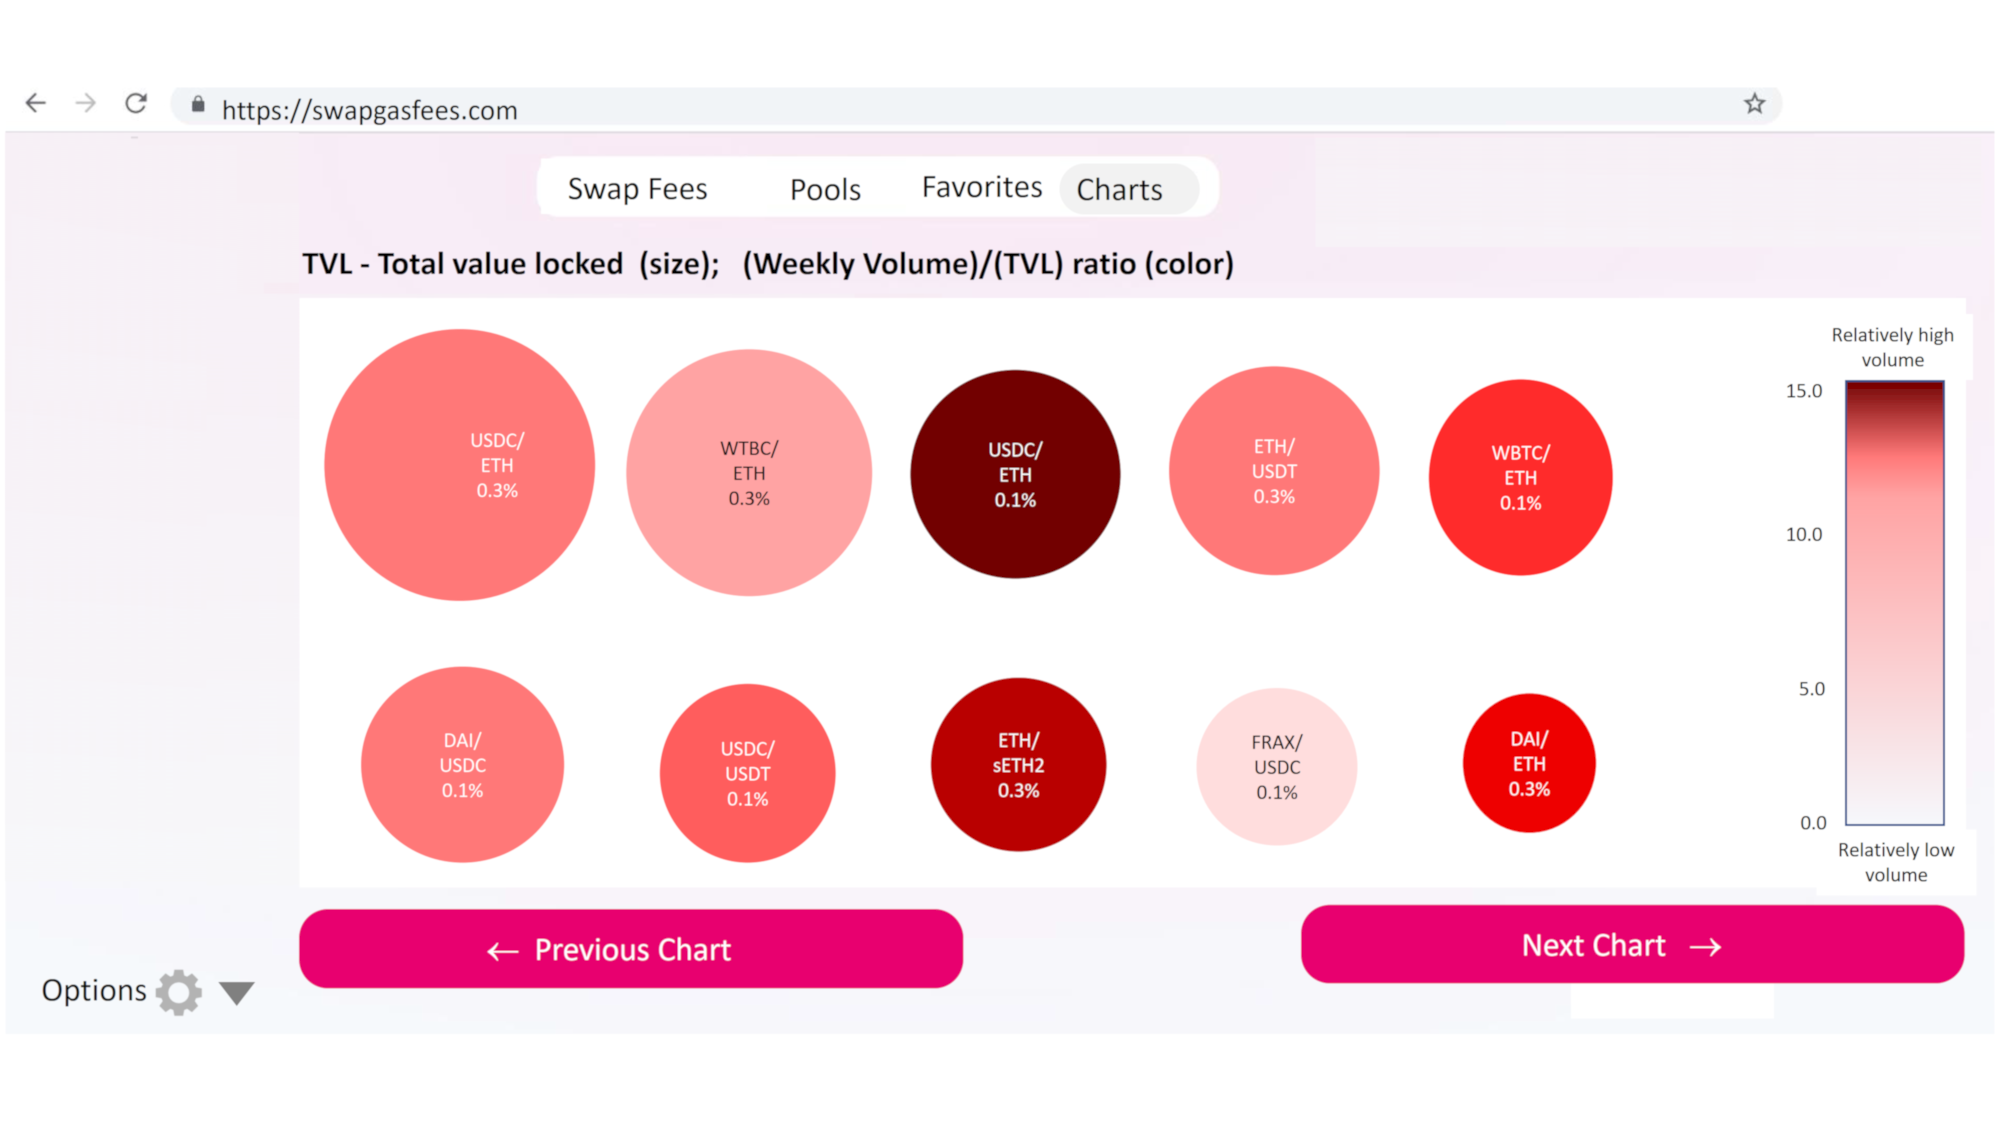 https://swapgasfees.com
Swap Fees Pools Favorites Charts
TVL - Total value locked (size); (Weekly Volume)/(TVL) ratio (color)
USDC/
ETH
0.3%
WTBC/
ETH
0.3%
USDC/
ETH
0.1%
ETH/
USDT
0.3%
WBTC/
ETH
0.1%
Relatively high
volume
15.0
10.0
5.0
0.0
Relatively low
volume
DAI/
USDC
0.1%
USDC/
USDT
0.1%
ETH/
sETH2
0.3%
FRAX/
USDC
0.1%
DAI/
ETH
0.3%
← Previous Chart
Next Chart →
Options